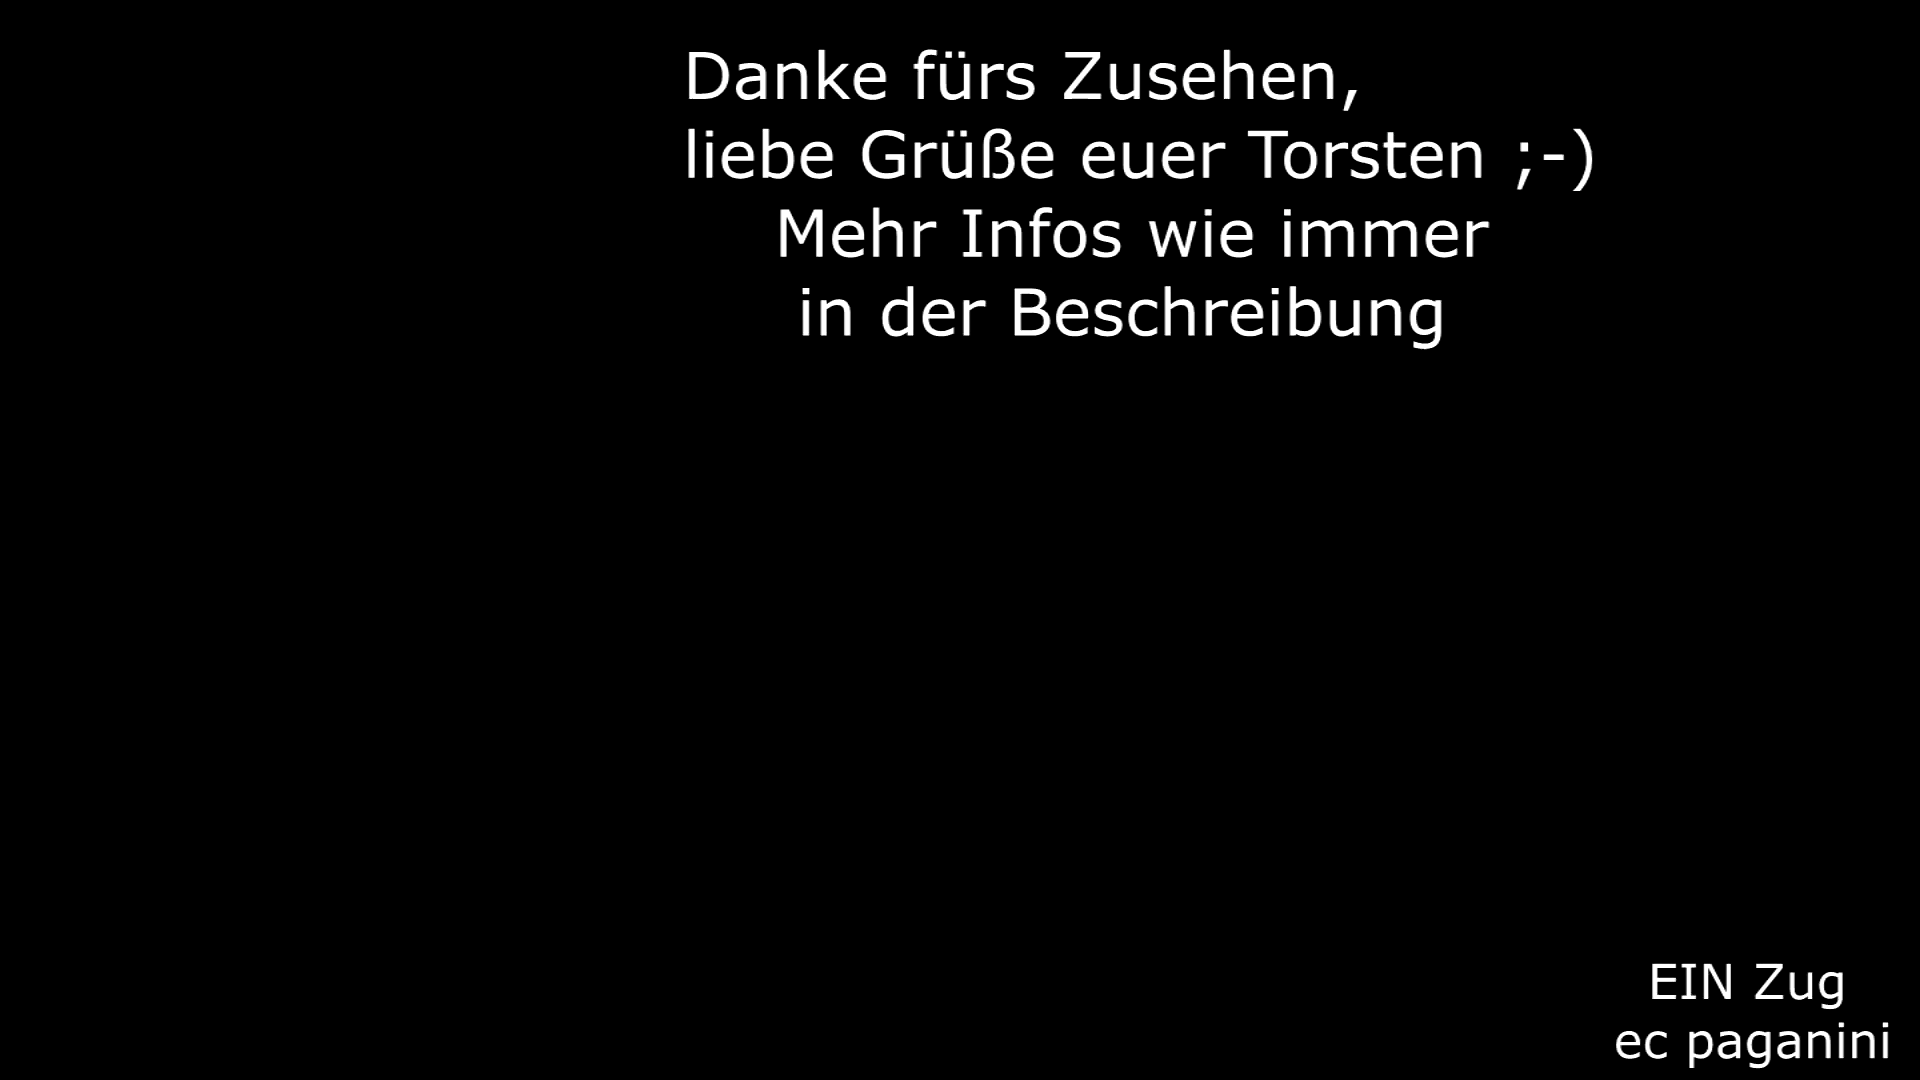 Danke fürs Zusehen,
liebe Grüße euer Torsten ;-)
Mehr Infos wie immer
in der Beschreibung
EIN Zug
ec paganini